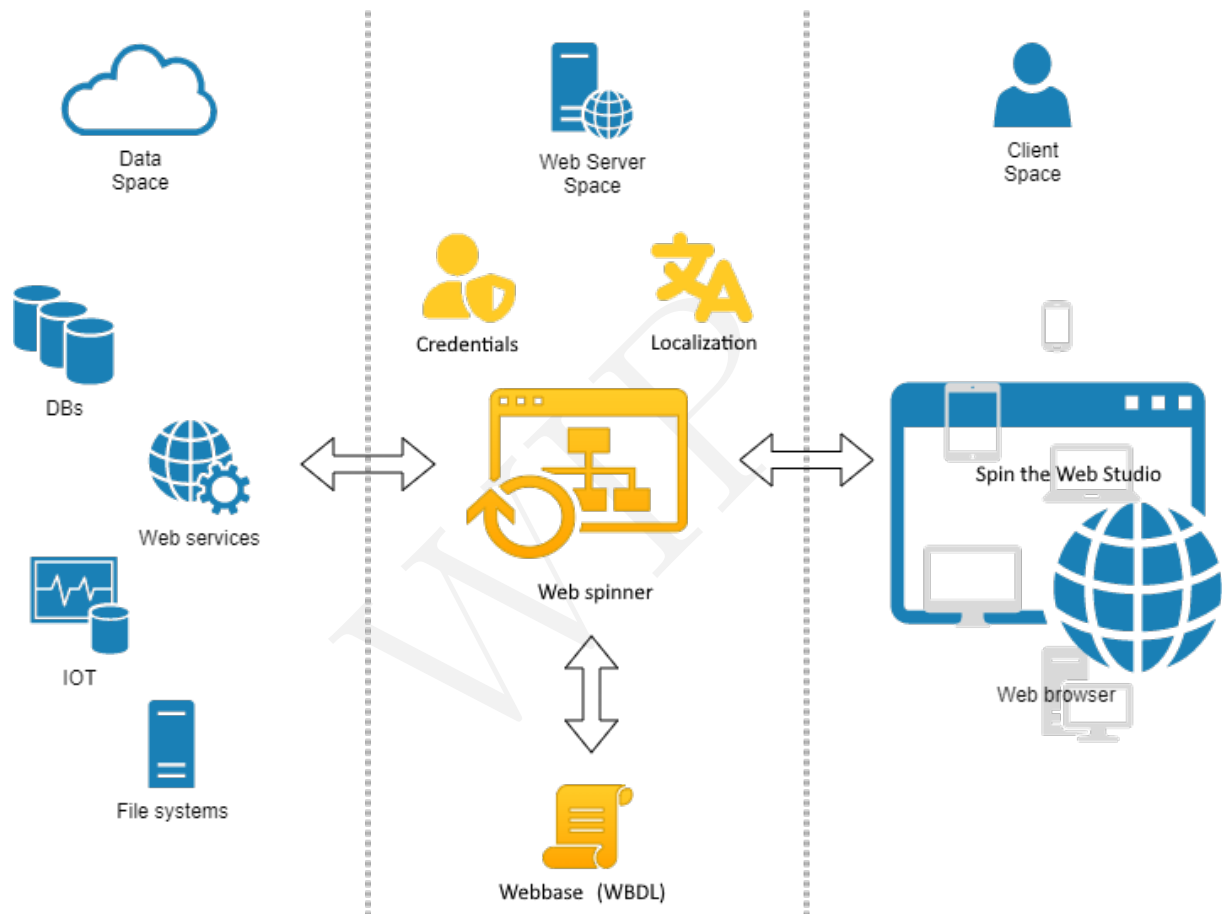 Data
Space
Web Server
Space
Client
Space
Credentials
Localization
DBs
Spin the Web Studio
Web services
Web spinner
IOT
Web browser
File systems
Webbase (WBDL)
WIP